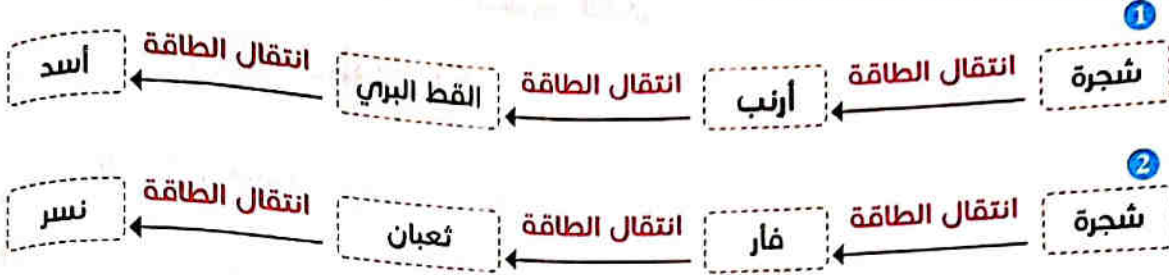 1
شجرة انتقال الطاقة أرنب انتقال الطاقة القط البري انتقال الطاقة أسد
2
شجرة انتقال الطاقة فأر انتقال الطاقة ثعبان انتقال الطاقة نسر